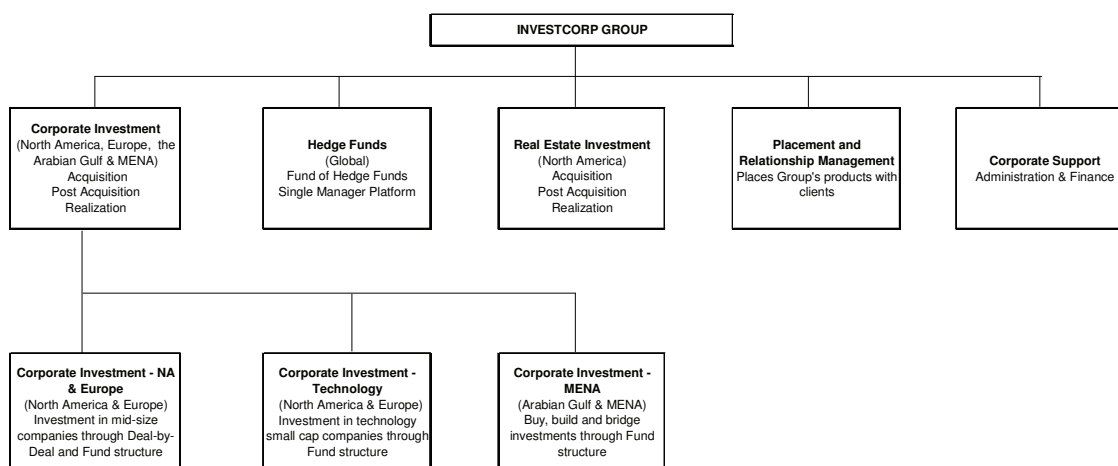 INVESTCORP GROUP
Corporate Investment
(North America, Europe, the
Arabian Gulf & MENA)
Acquisition
Post Acquisition
Realization
Hedge Funds
(Global)
Fund of Hedge Funds
Single Manager Platform
Real Estate Investment
(North America)
Acquisition
Post Acquisition
Realization
Placement and
Relationship Management
Places Group's products with
clients
Corporate Support
Administration & Finance
Corporate Investment - NA
& Europe
(North America & Europe)
Investment in mid-size
companies through Deal-by-
Deal and Fund structure
Corporate Investment -
Technology
(North America & Europe)
Investment in technology
small cap companies through
Fund structure
Corporate Investment -
MENA
(Arabian Gulf & MENA)
Buy, build and bridge
investments through Fund
structure